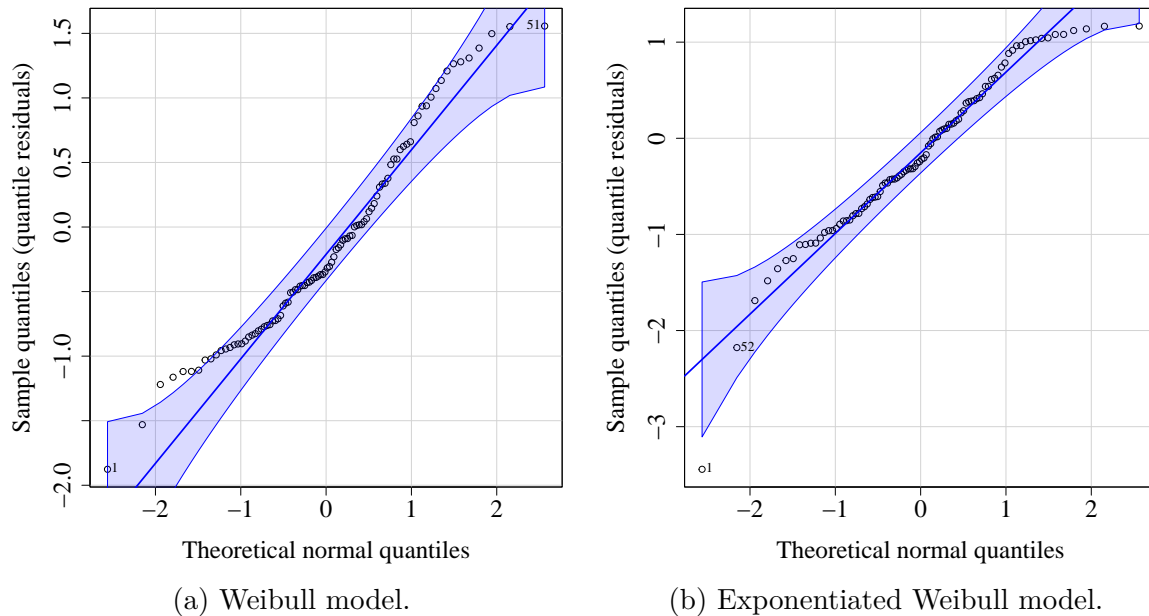 Sample quantiles (quantile residuals)
1.5
1.0
0.5
0.0
−1.0
−2.0
51
1
−2 −1 0 1 2
Theoretical normal quantiles
(a) Weibull model.
Sample quantiles (quantile residuals)
1
0
−1
−2
−3
52
1
−2 −1 0 1 2
Theoretical normal quantiles
(b) Exponentiated Weibull model.